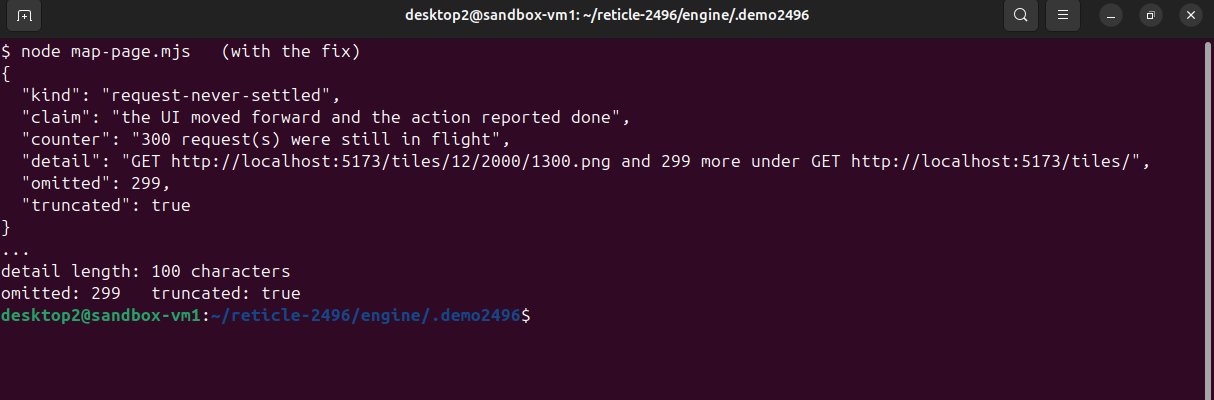 desktop2@sandbox-vm1: ~/reticle-2496/engine/.demo2496
$ node map-page.mjs   (with the fix)
{
  "kind": "request-never-settled",
  "claim": "the UI moved forward and the action reported done",
  "counter": "300 request(s) were still in flight",
  "detail": "GET http://localhost:5173/tiles/12/2000/1300.png and 299 more under GET http://localhost:5173/tiles/",
  "omitted": 299,
  "truncated": true
}
...
detail length: 100 characters
omitted: 299   truncated: true
desktop2@sandbox-vm1:~/reticle-2496/engine/.demo2496$